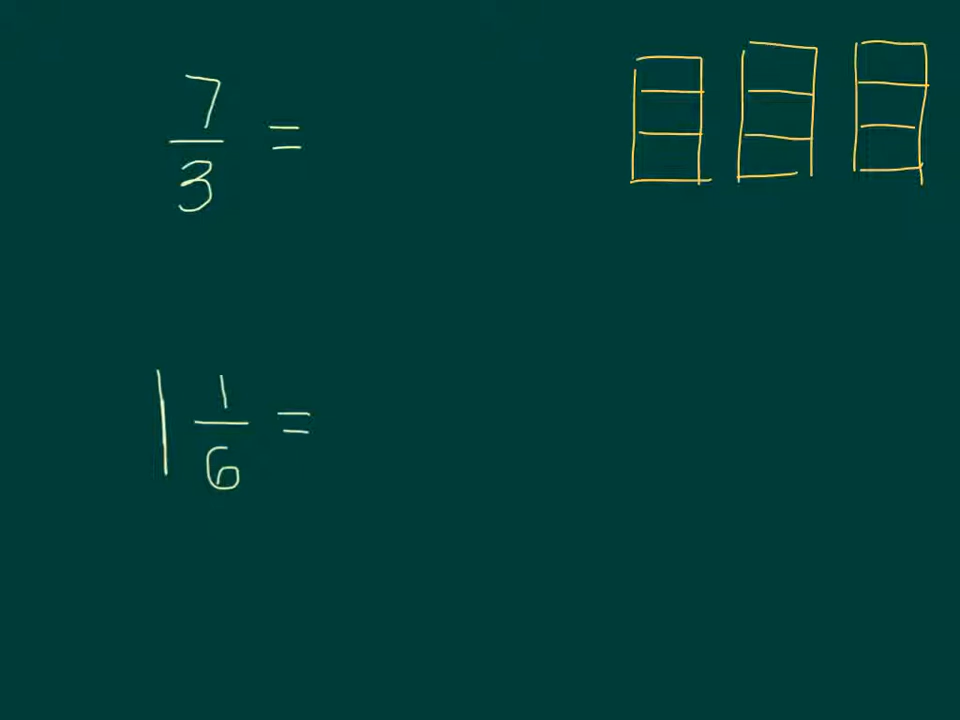 7/3 =
1 1/6 =